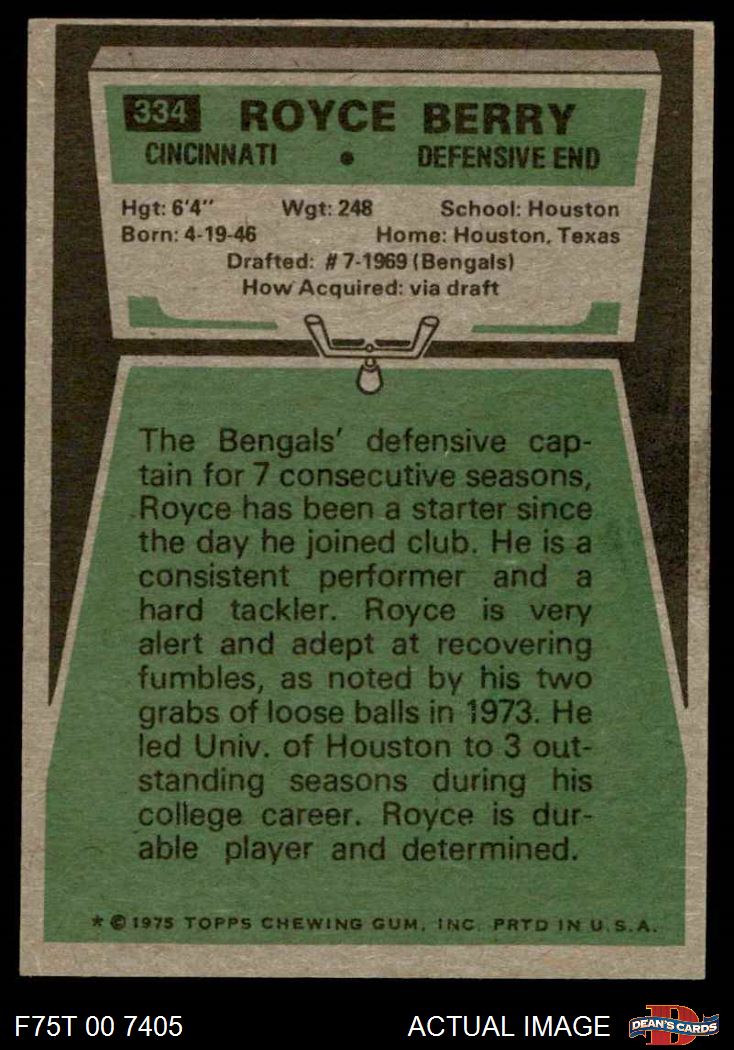 334 ROYCE BERRY
CINCINNATI • DEFENSIVE END
Hgt: 6'4" Wgt: 248 School: Houston
Born: 4-19-46 Home: Houston, Texas
Drafted: #7-1969 (Bengals)
How Acquired: via draft
The Bengals' defensive cap-
tain for 7 consecutive seasons,
Royce has been a starter since
the day he joined club. He is a
consistent performer and a
hard tackler. Royce is very
alert and adept at recovering
fumbles, as noted by his two
grabs of loose balls in 1973. He
led Univ. of Houston to 3 out-
standing seasons during his
college career. Royce is dur-
able player and determined.
* © 1975 TOPPS CHEWING GUM, INC. PRTD IN U.S.A.
F75T 00 7405 ACTUAL IMAGE D DEAN'S CARDS